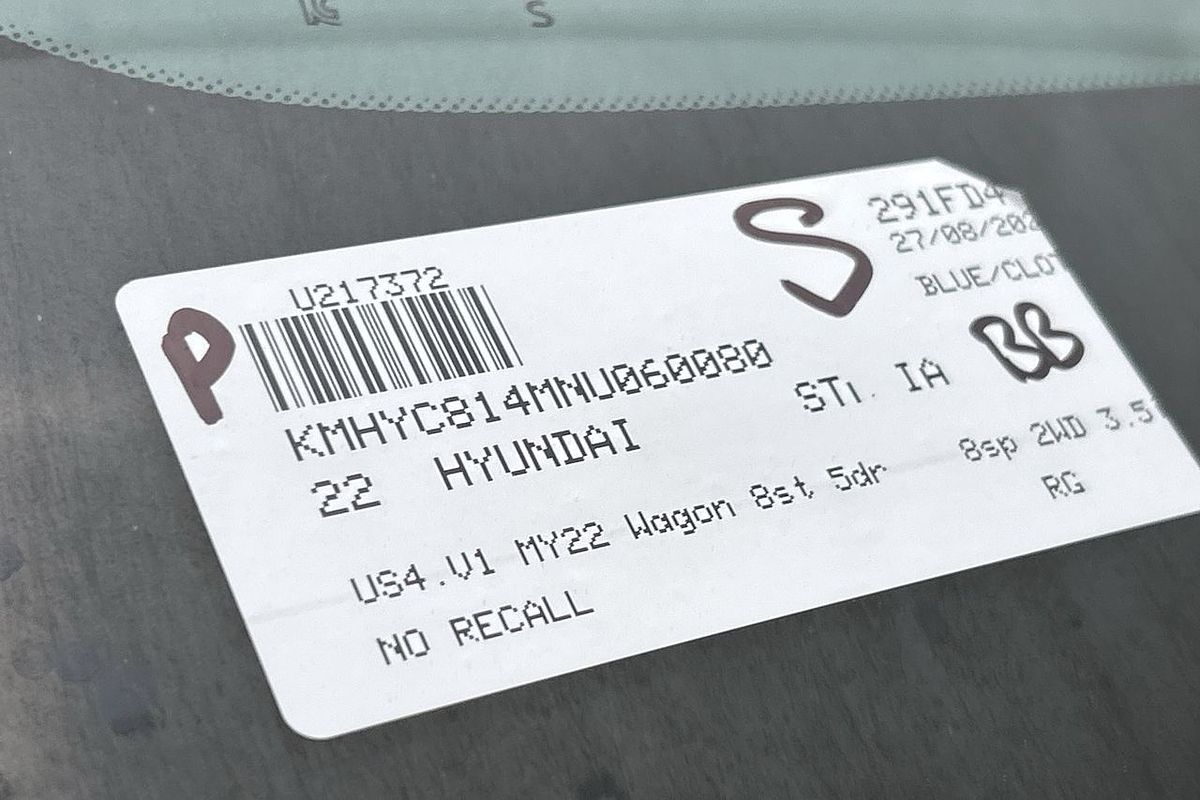 S
P
U217372
S
291FD4
27/08/202
BLUE/CLOT
KMHYC814MNU060080
STi. IA
BB
22 HYUNDAI
8sp 2WD 3.5
US4.V1 MY22 Wagon 8st 5dr
RG
NO RECALL